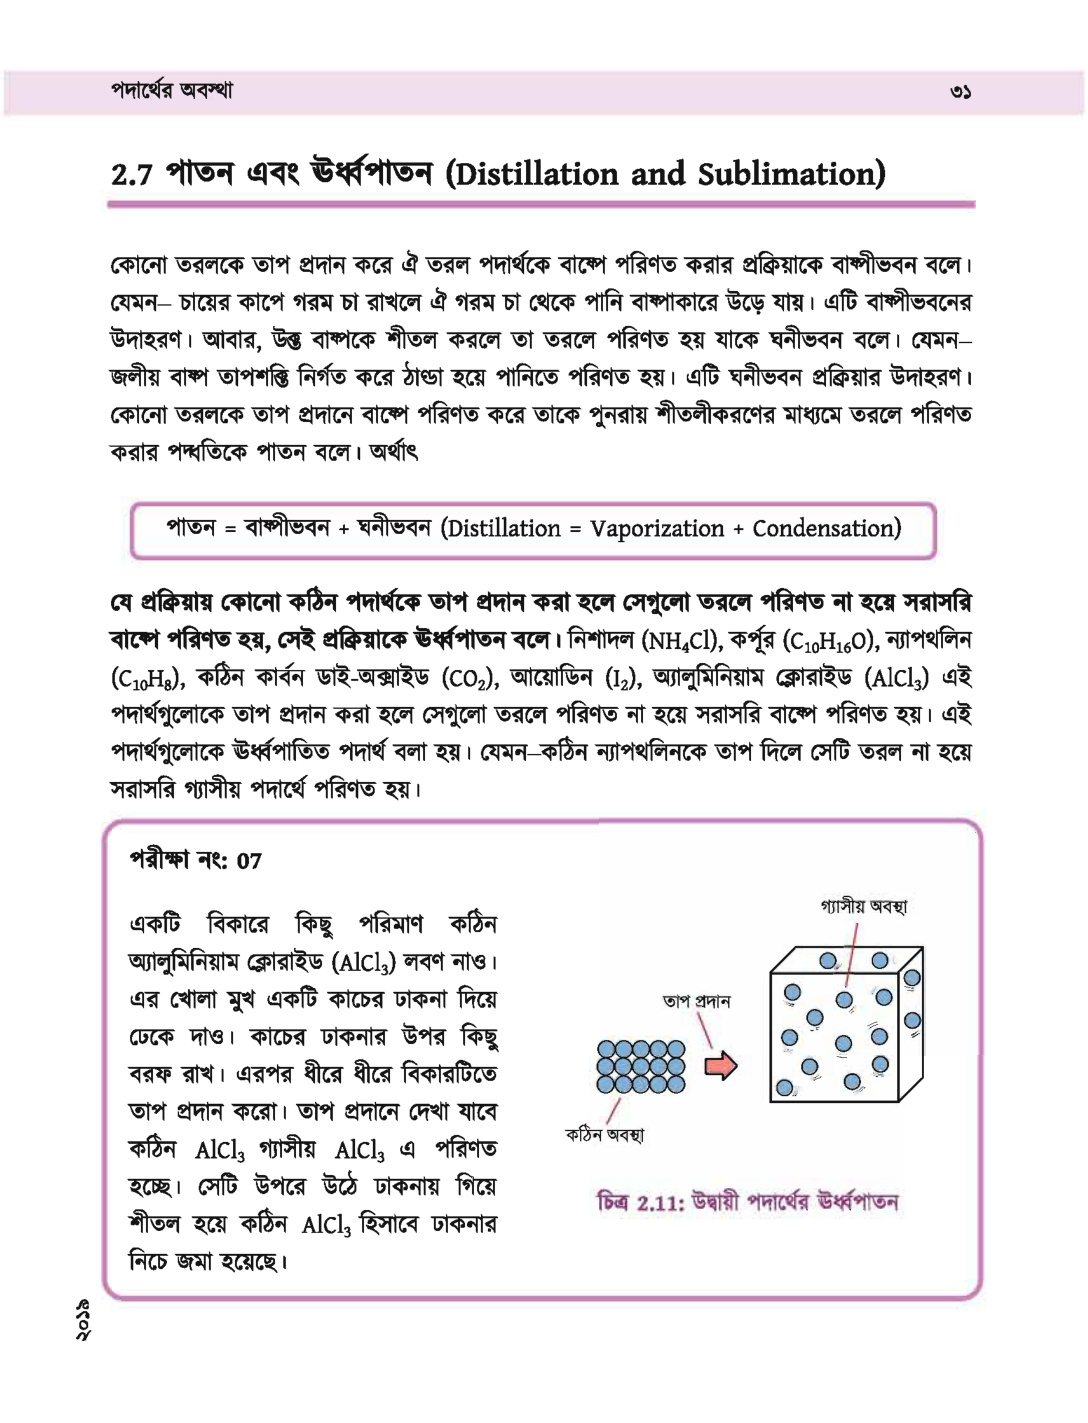 পদার্থের অবস্থা ৩১
2.7 পাতন এবং ঊর্ধ্বপাতন (Distillation and Sublimation)
কোনো তরলকে তাপ প্রদান করে ঐ তরল পদার্থকে বাষ্পে পরিণত করার প্রক্রিয়াকে বাষ্পীভবন বলে।
যেমন– চায়ের কাপে গরম চা রাখলে ঐ গরম চা থেকে পানি বাষ্পাকারে উড়ে যায়। এটি বাষ্পীভবনের
উদাহরণ। আবার, উক্ত বাষ্পকে শীতল করলে তা তরলে পরিণত হয় যাকে ঘনীভবন বলে। যেমন–
জলীয় বাষ্প তাপশক্তি নির্গত করে ঠাণ্ডা হয়ে পানিতে পরিণত হয়। এটি ঘনীভবন প্রক্রিয়ার উদাহরণ।
কোনো তরলকে তাপ প্রদানে বাষ্পে পরিণত করে তাকে পুনরায় শীতলীকরণের মাধ্যমে তরলে পরিণত
করার পদ্ধতিকে পাতন বলে। অর্থাৎ
পাতন = বাষ্পীভবন + ঘনীভবন (Distillation = Vaporization + Condensation)
যে প্রক্রিয়ায় কোনো কঠিন পদার্থকে তাপ প্রদান করা হলে সেগুলো তরলে পরিণত না হয়ে সরাসরি
বাষ্পে পরিণত হয়, সেই প্রক্রিয়াকে ঊর্ধ্বপাতন বলে। নিশাদল (NH₄Cl), কর্পূর (C₁₀H₁₆O), ন্যাপথলিন
(C₁₀H₈), কঠিন কার্বন ডাই-অক্সাইড (CO₂), আয়োডিন (I₂), অ্যালুমিনিয়াম ক্লোরাইড (AlCl₃) এই
পদার্থগুলোকে তাপ প্রদান করা হলে সেগুলো তরলে পরিণত না হয়ে সরাসরি বাষ্পে পরিণত হয়। এই
পদার্থগুলোকে ঊর্ধ্বপাতিত পদার্থ বলা হয়। যেমন–কঠিন ন্যাপথলিনকে তাপ দিলে সেটি তরল না হয়ে
সরাসরি গ্যাসীয় পদার্থে পরিণত হয়।
পরীক্ষা নং: 07
একটি বিকারে কিছু পরিমাণ কঠিন
অ্যালুমিনিয়াম ক্লোরাইড (AlCl₃) লবণ নাও।
এর খোলা মুখ একটি কাচের ঢাকনা দিয়ে
ঢেকে দাও। কাচের ঢাকনার উপর কিছু
বরফ রাখ। এরপর ধীরে ধীরে বিকারটিতে
তাপ প্রদান করো। তাপ প্রদানে দেখা যাবে
কঠিন AlCl₃ গ্যাসীয় AlCl₃ এ পরিণত
হচ্ছে। সেটি উপরে উঠে ঢাকনায় গিয়ে
শীতল হয়ে কঠিন AlCl₃ হিসাবে ঢাকনার
নিচে জমা হয়েছে।
গ্যাসীয় অবস্থা
তাপ প্রদান
কঠিন অবস্থা
চিত্র 2.11: উদ্বায়ী পদার্থের ঊর্ধ্বপাতন
২০১৯